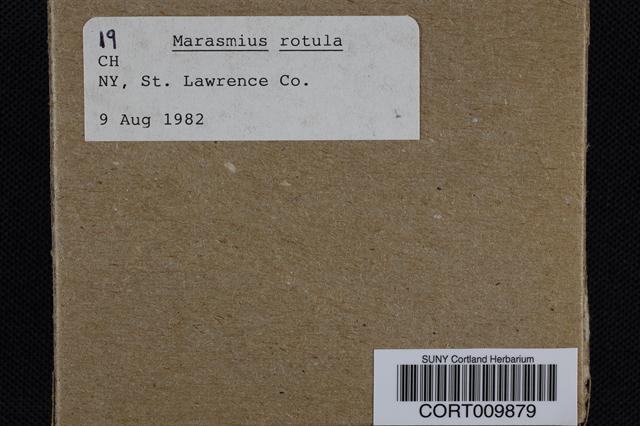 19 Marasmius rotula
CH
NY, St. Lawrence Co.
9 Aug 1982
SUNY Cortland Herbarium
CORT009879